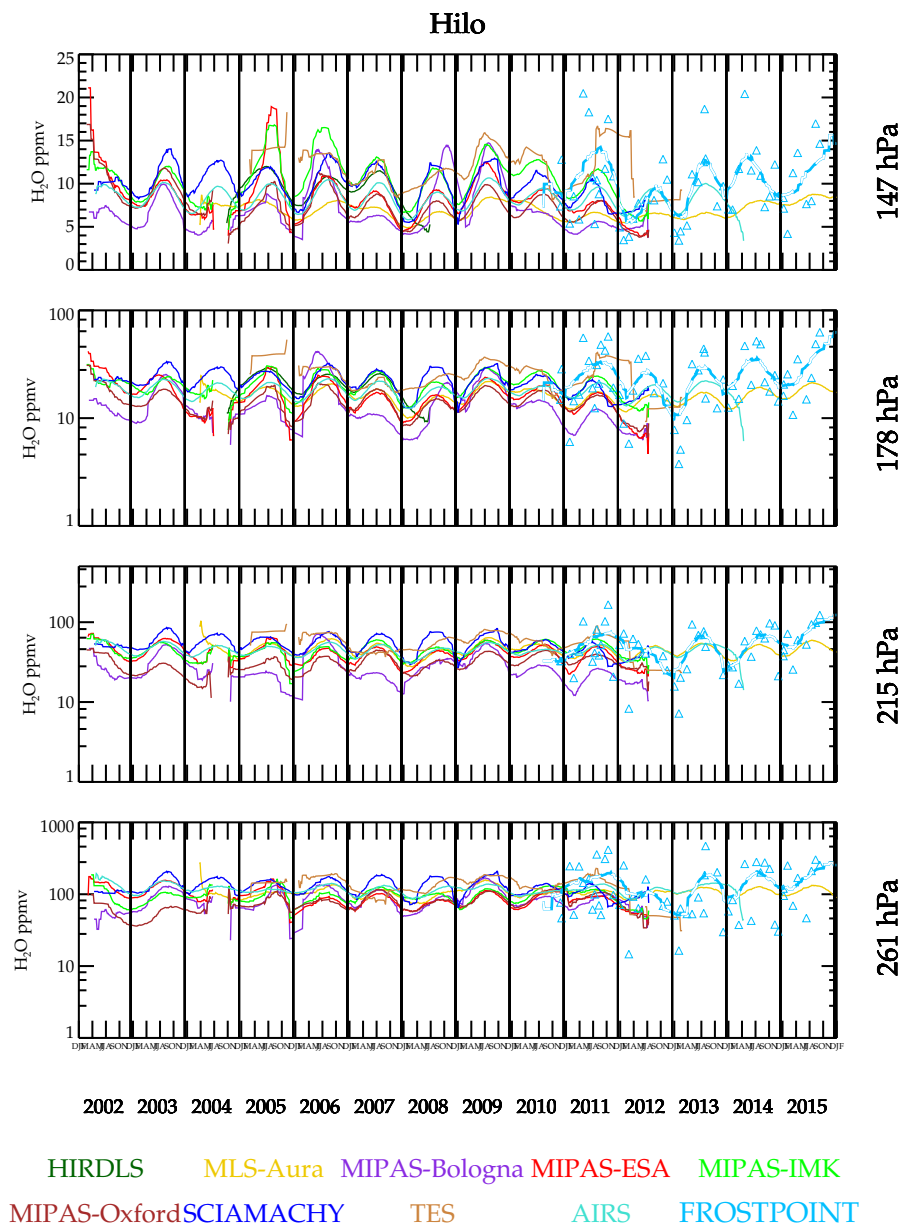 Hilo
25
20
15
10
5
0
H₂O ppmv
147 hPa
100
10
1
H₂O ppmv
178 hPa
100
10
1
H₂O ppmv
215 hPa
1000
100
10
1
H₂O ppmv
261 hPa
2002 2003 2004 2005 2006 2007 2008 2009 2010 2011 2012 2013 2014 2015
HIRDLS MLS-Aura MIPAS-Bologna MIPAS-ESA MIPAS-IMK
MIPAS-Oxford SCIAMACHY TES AIRS FROSTPOINT